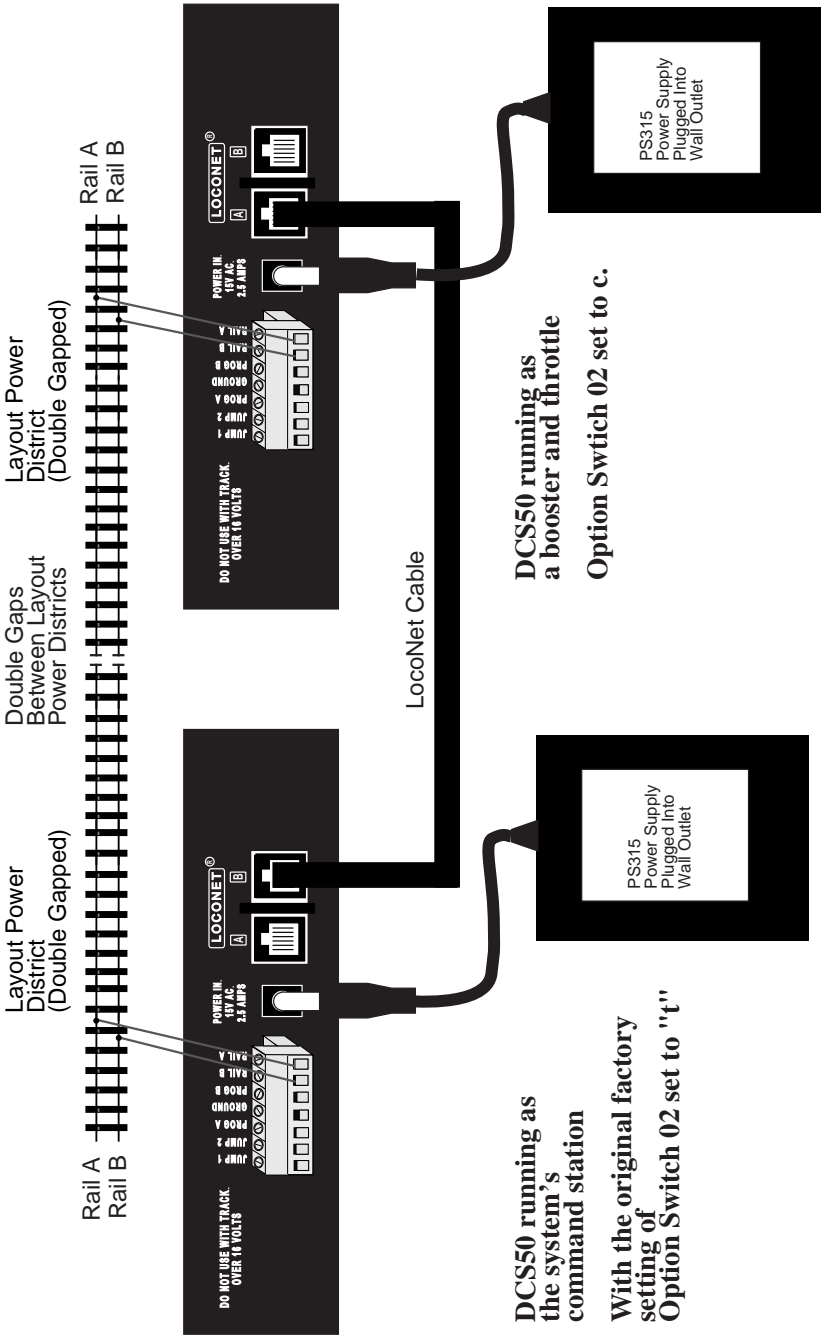 Layout Power
District
(Double Gapped)
Double Gaps
Between Layout
Power Districts
Layout Power
District
(Double Gapped)
Rail A
Rail B
Rail A
Rail B
DO NOT USE WITH TRACK.
OVER 16 VOLTS
JUMP 1
JUMP 2
PROG A
GROUND
PROG B
RAIL B
RAIL A
POWER IN.
15V AC.
2.5 AMPS
LOCONET®
A
B
DO NOT USE WITH TRACK.
OVER 16 VOLTS
JUMP 1
JUMP 2
PROG A
GROUND
PROG B
RAIL B
RAIL A
POWER IN.
15V AC.
2.5 AMPS
LOCONET®
A
B
LocoNet Cable
DCS50 running as
the system's
command station
With the original factory
setting of
Option Switch 02 set to "t"
PS315
Power Supply
Plugged Into
Wall Outlet
DCS50 running as
a booster and throttle
Option Swtich 02 set to c.
PS315
Power Supply
Plugged Into
Wall Outlet